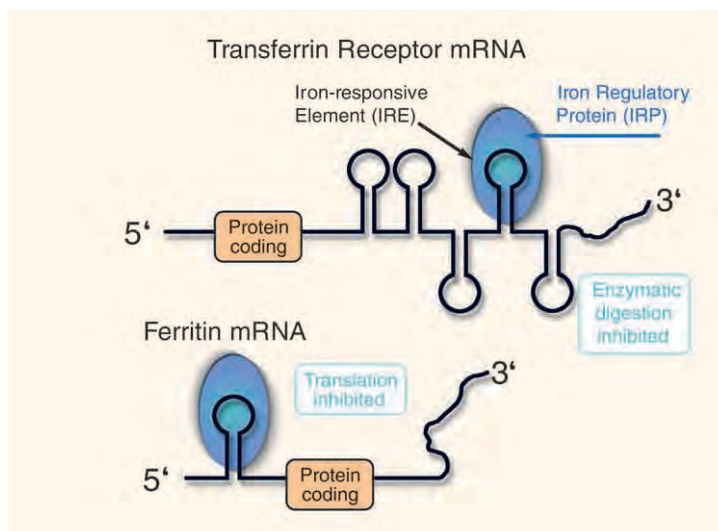 Transferrin Receptor mRNA
Iron-responsive
Element (IRE)
Iron Regulatory
Protein (IRP)
5‘
Protein
coding
3‘
Enzymatic
digestion
inhibited
Ferritin mRNA
Translation
inhibited
3‘
5‘
Protein
coding